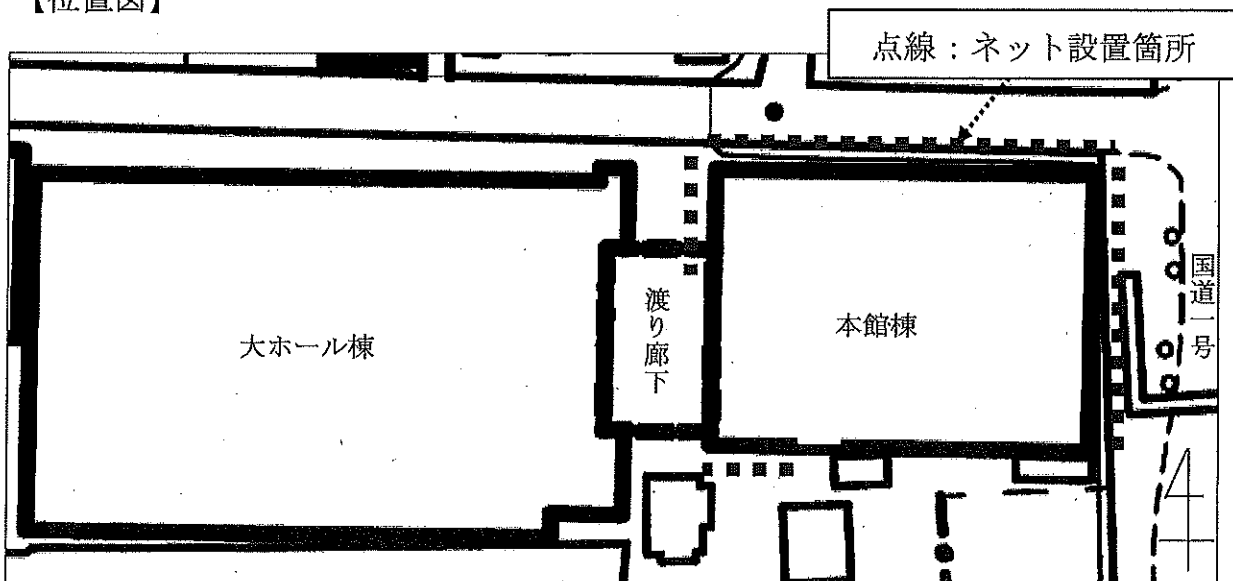 【位置図】
点線：ネット設置箇所
大ホール棟
渡り廊下
本館棟
国道一号